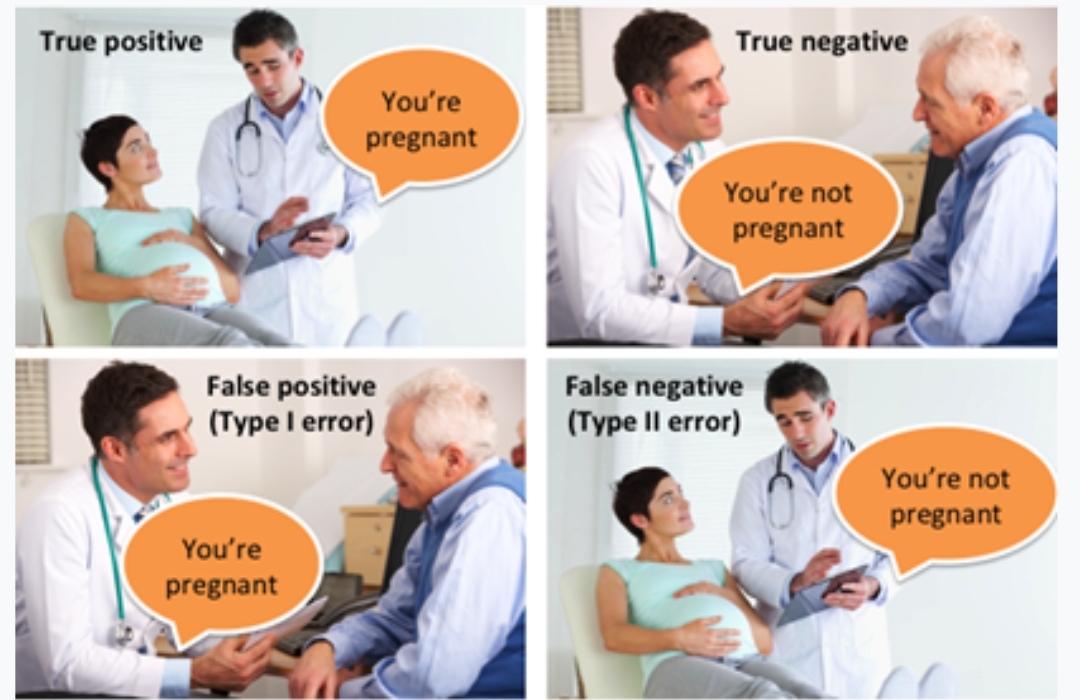 True positive
You're
pregnant
True negative
You're not
pregnant
False positive
(Type I error)
You're
pregnant
False negative
(Type II error)
You're not
pregnant